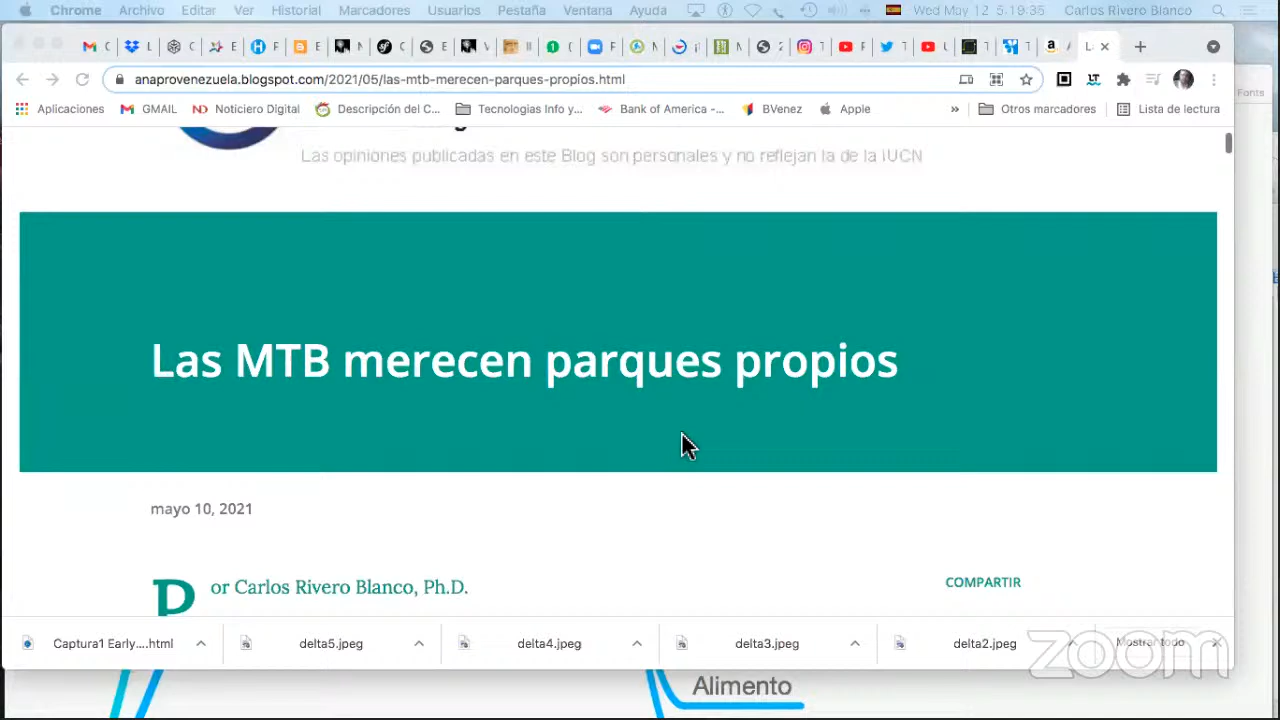 Chrome Archivo Editar Ver Historial Marcadores Usuarios Pestaña Ventana Ayuda Wed May 12 5:19:35 Carlos Rivero Blanco
anaprovenezuela.blogspot.com/2021/05/las-mtb-merecen-parques-propios.html
Fonts
Aplicaciones GMAIL ND Noticiero Digital Descripción del C... Tecnologias Info y... Bank of America -... BVenez Apple » Otros marcadores Lista de lectura
Las opiniones publicadas en este Blog son personales y no reflejan la de la IUCN
Las MTB merecen parques propios
mayo 10, 2021
Por Carlos Rivero Blanco, Ph.D.
COMPARTIR
Captura1 Early....html delta5.jpeg delta4.jpeg delta3.jpeg delta2.jpeg Mostrar todo
zoom
Alimento